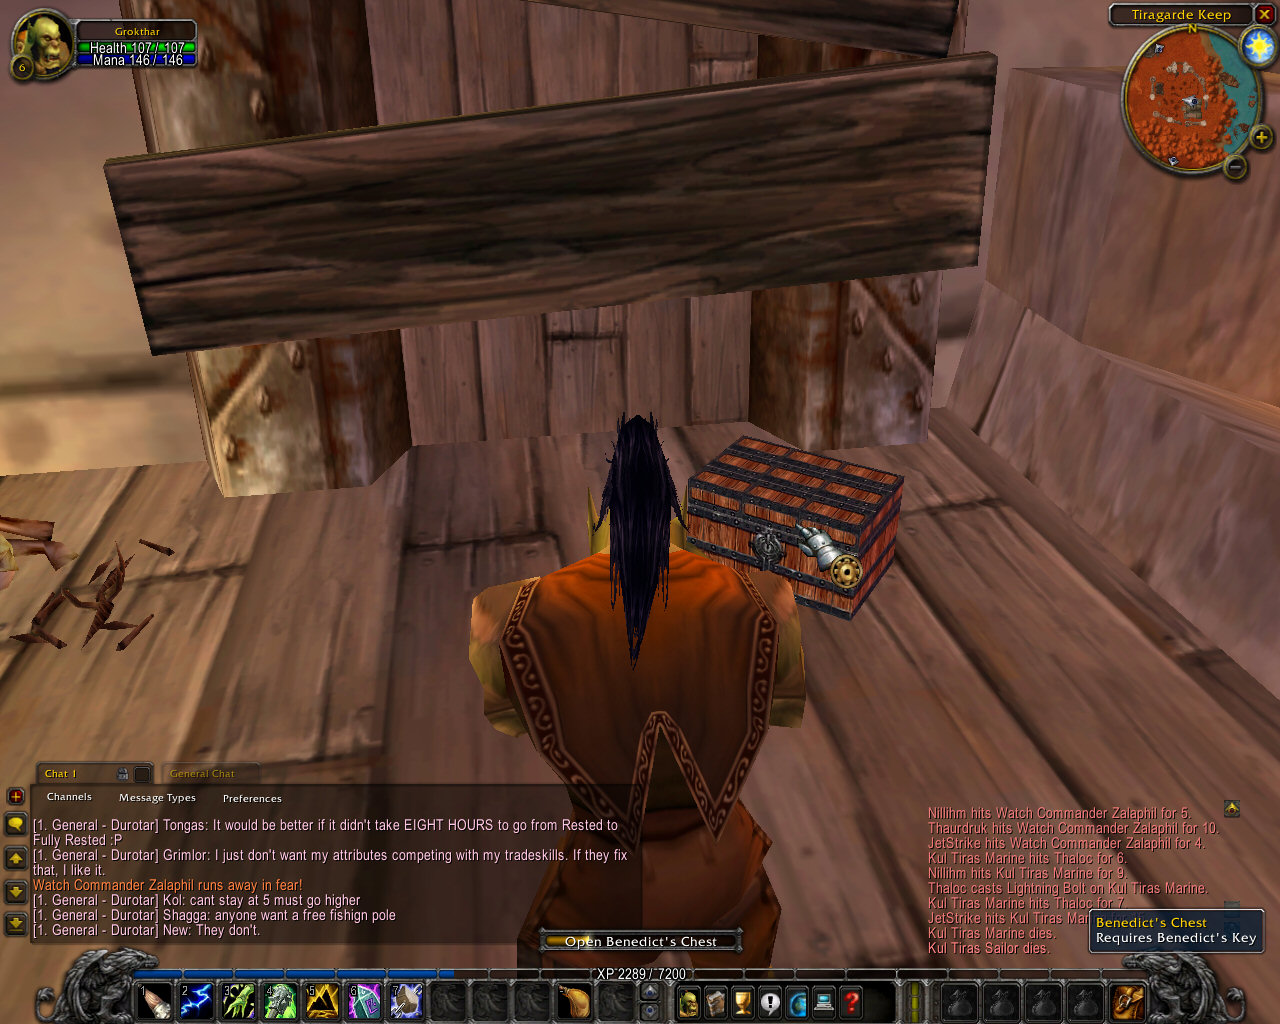 Grokthar
Health 107 / 107
Mana 146 / 146
6
Tiragarde Keep
N
Chat 1
General Chat
Channels
Message Types
Preferences
[1. General - Durotar] Tongas: It would be better if it didn't take EIGHT HOURS to go from Rested to
Fully Rested :P
[1. General - Durotar] Grimlor: I just don't want my attributes competing with my tradeskills. If they fix
that, I like it.
Watch Commander Zalaphil runs away in fear!
[1. General - Durotar] Kol: cant stay at 5 must go higher
[1. General - Durotar] Shagga: anyone want a free fishign pole
[1. General - Durotar] New: They don't.
Nillihm hits Watch Commander Zalaphil for 5.
Thaurdruk hits Watch Commander Zalaphil for 10.
JetStrike hits Watch Commander Zalaphil for 4.
Kul Tiras Marine hits Thaloc for 6.
Nillihm hits Kul Tiras Marine for 9.
Thaloc casts Lightning Bolt on Kul Tiras Marine.
Kul Tiras Marine hits Thaloc for 7.
JetStrike hits Kul Tiras
Kul Tiras Marine dies.
Kul Tiras Sailor dies.
Benedict's Chest
Requires Benedict's Key
Open Benedict's Chest
XP 2289 / 7200
1 2 3 4 5 6 7